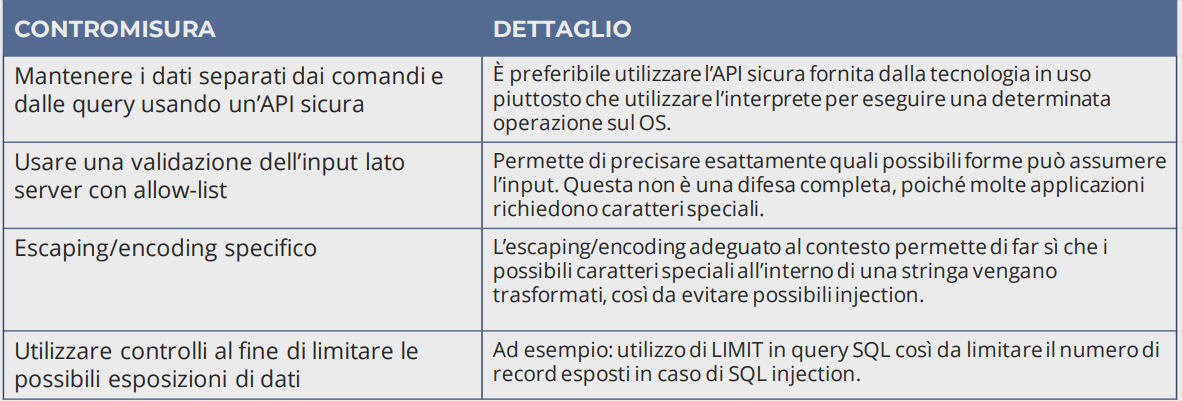 CONTROMISURA
DETTAGLIO
Mantenere i dati separati dai comandi e
dalle query usando un'API sicura
È preferibile utilizzare l'API sicura fornita dalla tecnologia in uso
piuttosto che utilizzare l'interprete per eseguire una determinata
operazione sul OS.
Usare una validazione dell'input lato
server con allow-list
Permette di precisare esattamente quali possibili forme può assumere
l'input. Questa non è una difesa completa, poiché molte applicazioni
richiedono caratteri speciali.
Escaping/encoding specifico
L'escaping/encoding adeguato al contesto permette di far sì che i
possibili caratteri speciali all'interno di una stringa vengano
trasformati, così da evitare possibili injection.
Utilizzare controlli al fine di limitare le
possibili esposizioni di dati
Ad esempio: utilizzo di LIMIT in query SQL così da limitare il numero di
record esposti in caso di SQL injection.